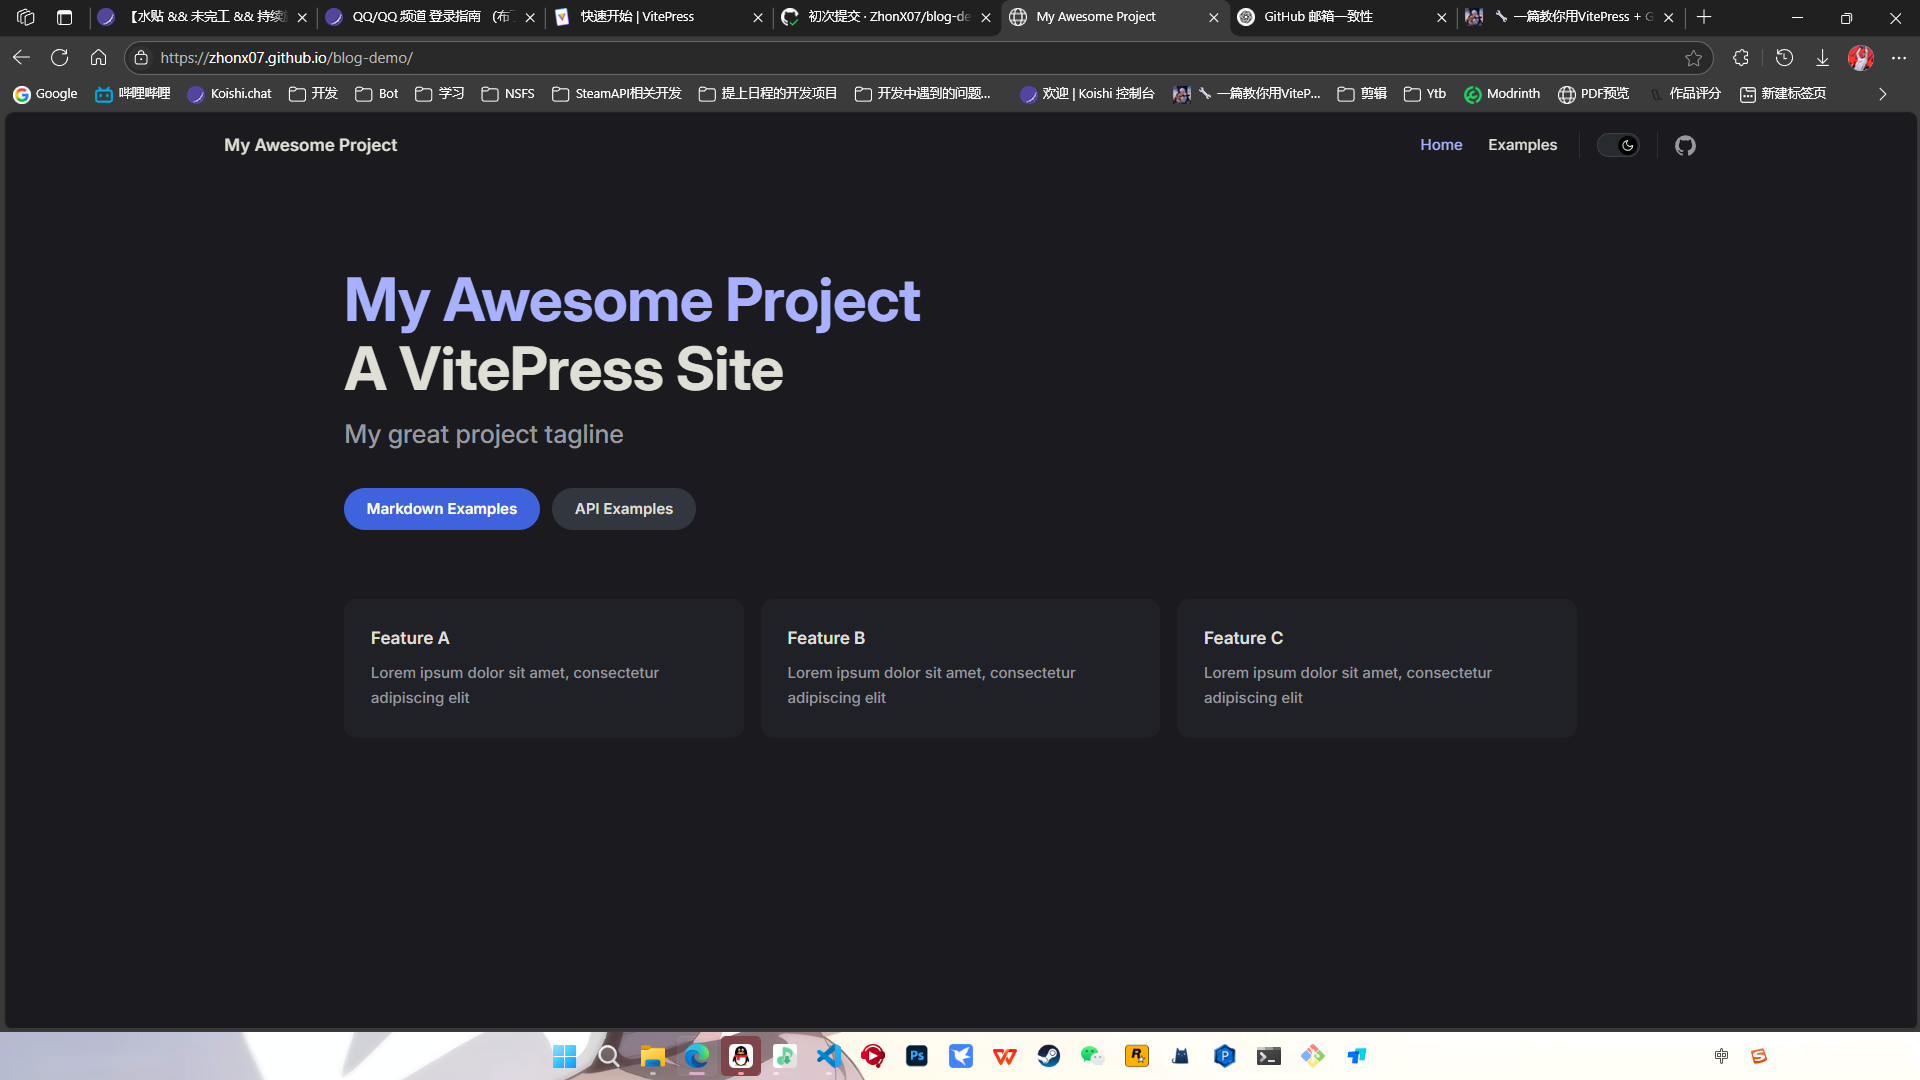 【水贴 && 未完工 && 持续
QQ/QQ 频道 登录指南 （布
快速开始 | VitePress
初次提交 · ZhonX07/blog-de
My Awesome Project
GitHub 邮箱一致性
一篇教你用VitePress + G
https://zhonx07.github.io/blog-demo/
Google
哔哩哔哩
Koishi.chat
开发
Bot
学习
NSFS
SteamAPI相关开发
提上日程的开发项目
开发中遇到的问题...
欢迎 | Koishi 控制台
一篇教你用ViteP...
剪辑
Ytb
Modrinth
PDF预览
作品评分
新建标签页
My Awesome Project
Home
Examples
My Awesome Project
A VitePress Site
My great project tagline
Markdown Examples
API Examples
Feature A
Lorem ipsum dolor sit amet, consectetur
adipiscing elit
Feature B
Lorem ipsum dolor sit amet, consectetur
adipiscing elit
Feature C
Lorem ipsum dolor sit amet, consectetur
adipiscing elit
Ps
中